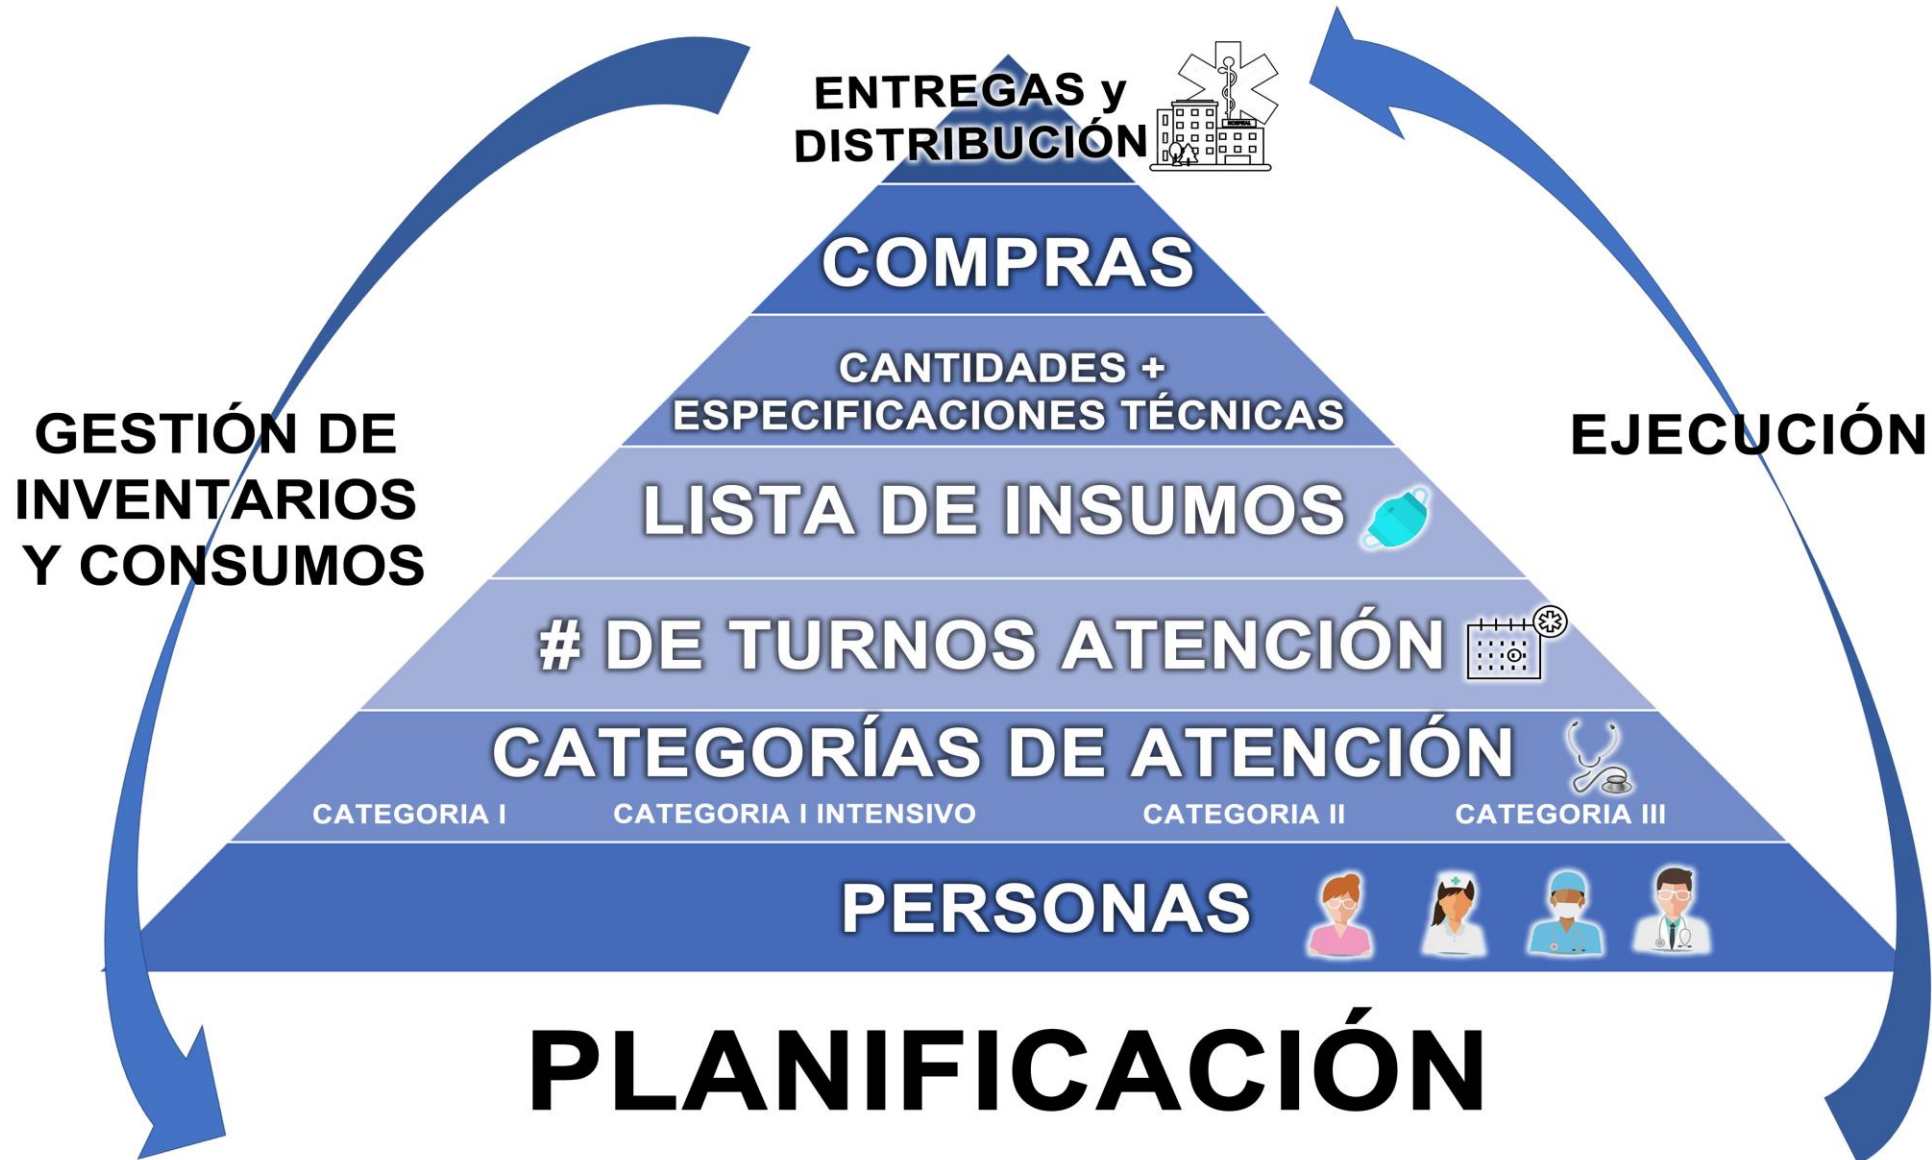 ENTREGAS y
DISTRIBUCIÓN
HOSPITAL
COMPRAS
CANTIDADES +
ESPECIFICACIONES TÉCNICAS
GESTIÓN DE
INVENTARIOS
Y CONSUMOS
EJECUCIÓN
LISTA DE INSUMOS
# DE TURNOS ATENCIÓN
CATEGORÍAS DE ATENCIÓN
CATEGORIA I
CATEGORIA I INTENSIVO
CATEGORIA II
CATEGORIA III
PERSONAS
PLANIFICACIÓN